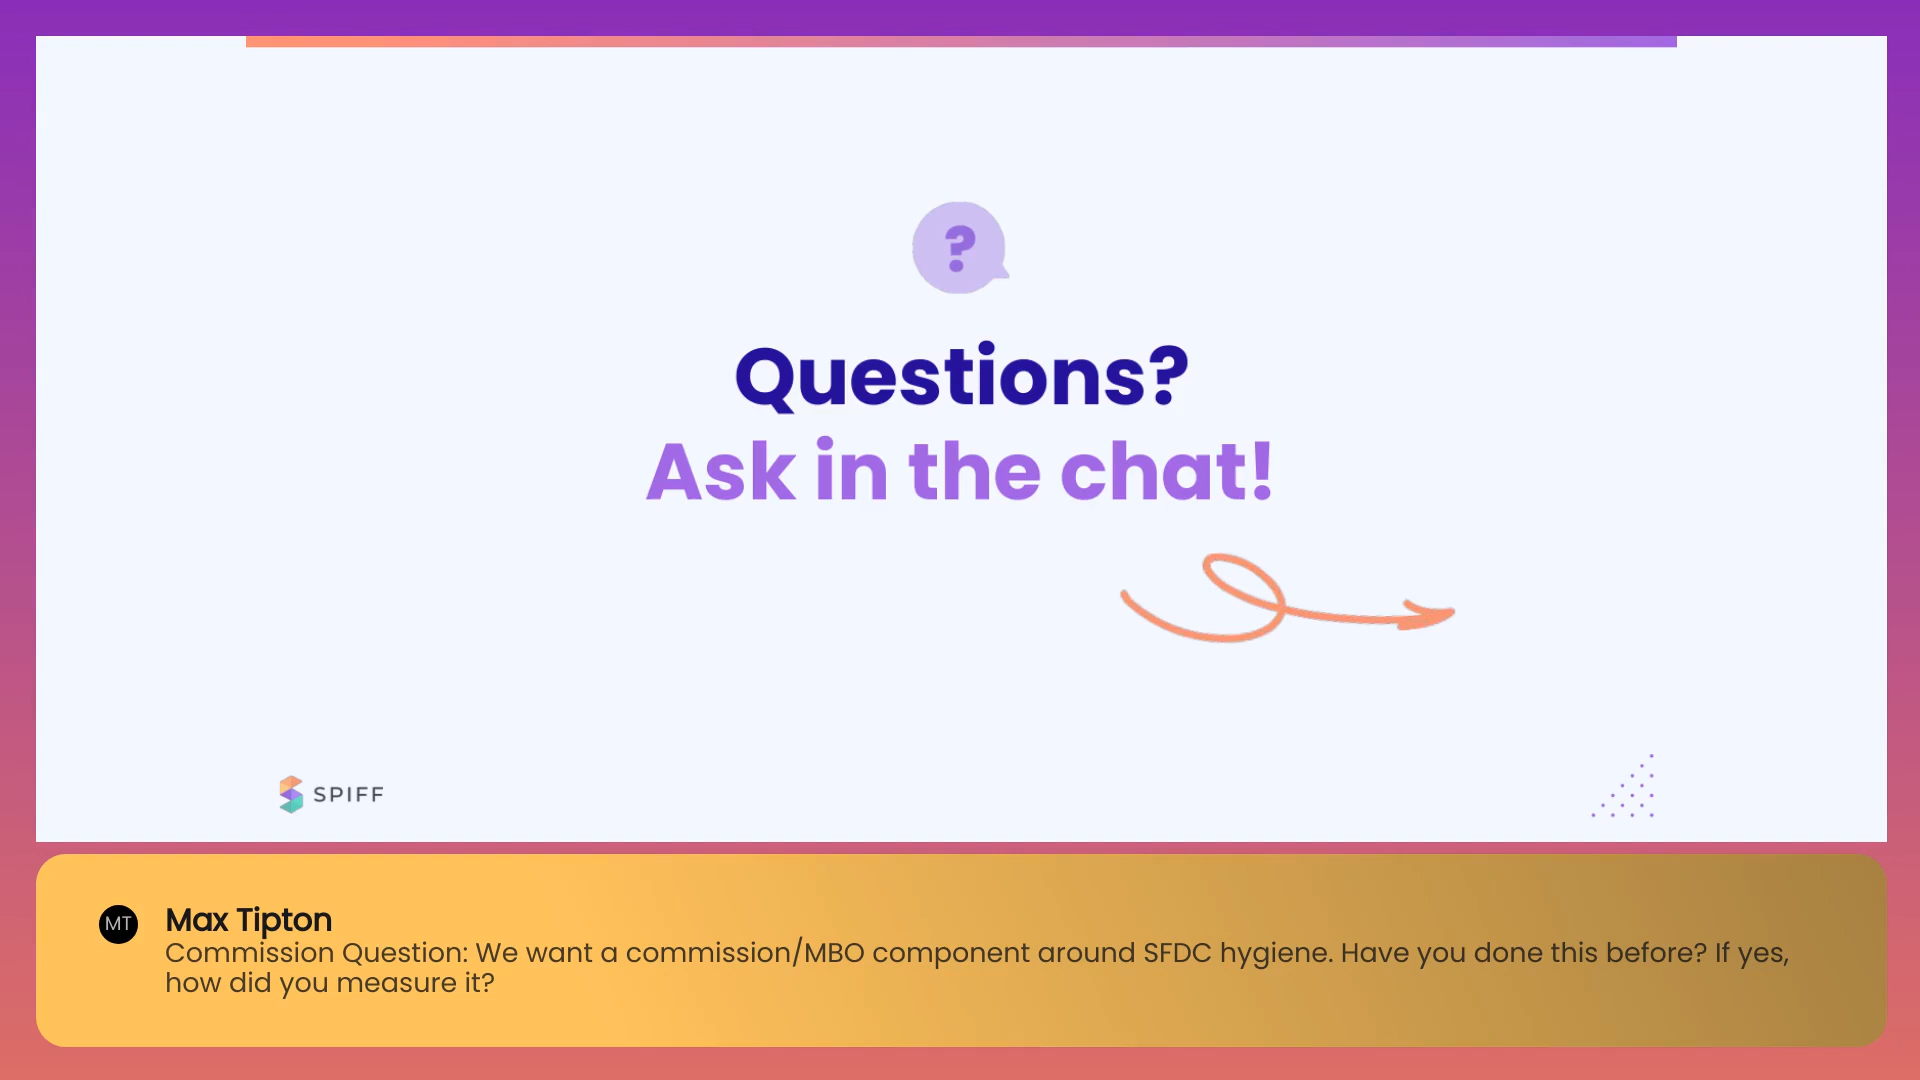 ?
Questions?
Ask in the chat!
SPIFF
MT
Max Tipton
Commission Question: We want a commission/MBO component around SFDC hygiene. Have you done this before? If yes,
how did you measure it?